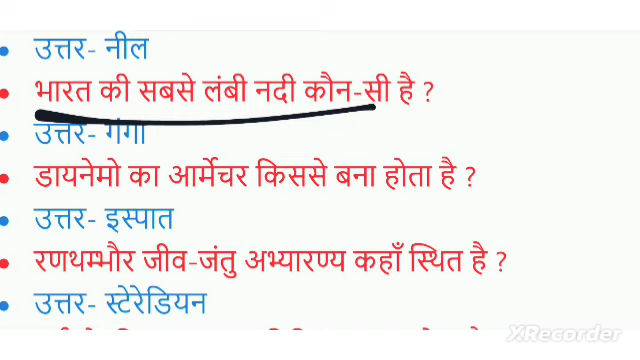 उत्तर- नील
भारत की सबसे लंबी नदी कौन-सी है ?
उत्तर- गंगा
डायनेमो का आर्मेचर किससे बना होता है ?
उत्तर- इस्पात
रणथम्भौर जीव-जंतु अभ्यारण्य कहाँ स्थित है ?
उत्तर- स्टेरेडियन
XRecorder